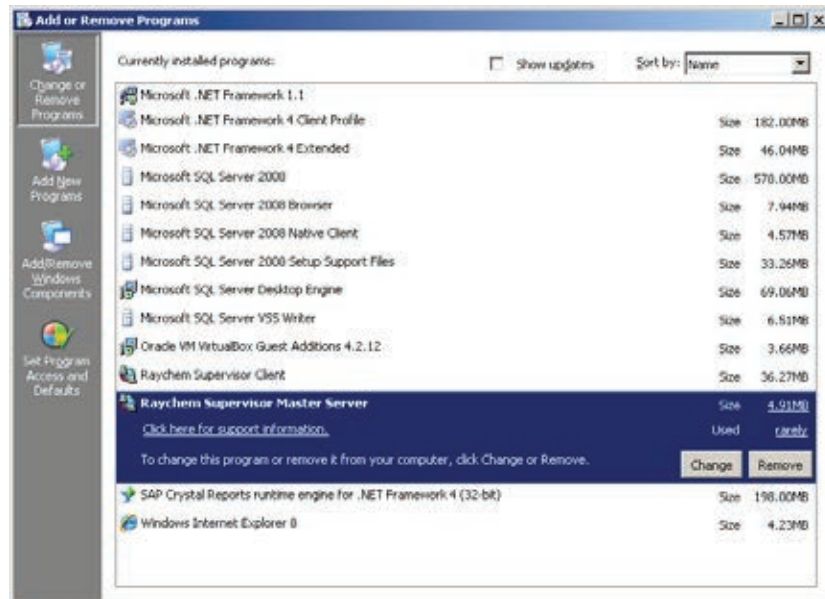 Add or Remove Programs
Change or
Remove
Programs
Add New
Programs
Add/Remove
Windows
Components
Set Program
Access and
Defaults
Currently installed programs:
Show updates
Sort by: Name
Microsoft .NET Framework 1.1
Microsoft .NET Framework 4 Client Profile Size 182.00MB
Microsoft .NET Framework 4 Extended Size 46.04MB
Microsoft SQL Server 2008 Size 578.00MB
Microsoft SQL Server 2008 Browser Size 7.94MB
Microsoft SQL Server 2008 Native Client Size 4.57MB
Microsoft SQL Server 2008 Setup Support Files Size 33.26MB
Microsoft SQL Server Desktop Engine Size 69.06MB
Microsoft SQL Server VSS Writer Size 6.51MB
Oracle VM VirtualBox Guest Additions 4.2.12 Size 3.66MB
Raychem Supervisor Client Size 36.27MB
Raychem Supervisor Master Server Size 4.91MB
Click here for support information. Used rarely
To change this program or remove it from your computer, click Change or Remove. Change Remove
SAP Crystal Reports runtime engine for .NET Framework 4 (32-bit) Size 198.00MB
Windows Internet Explorer 8 Size 4.23MB